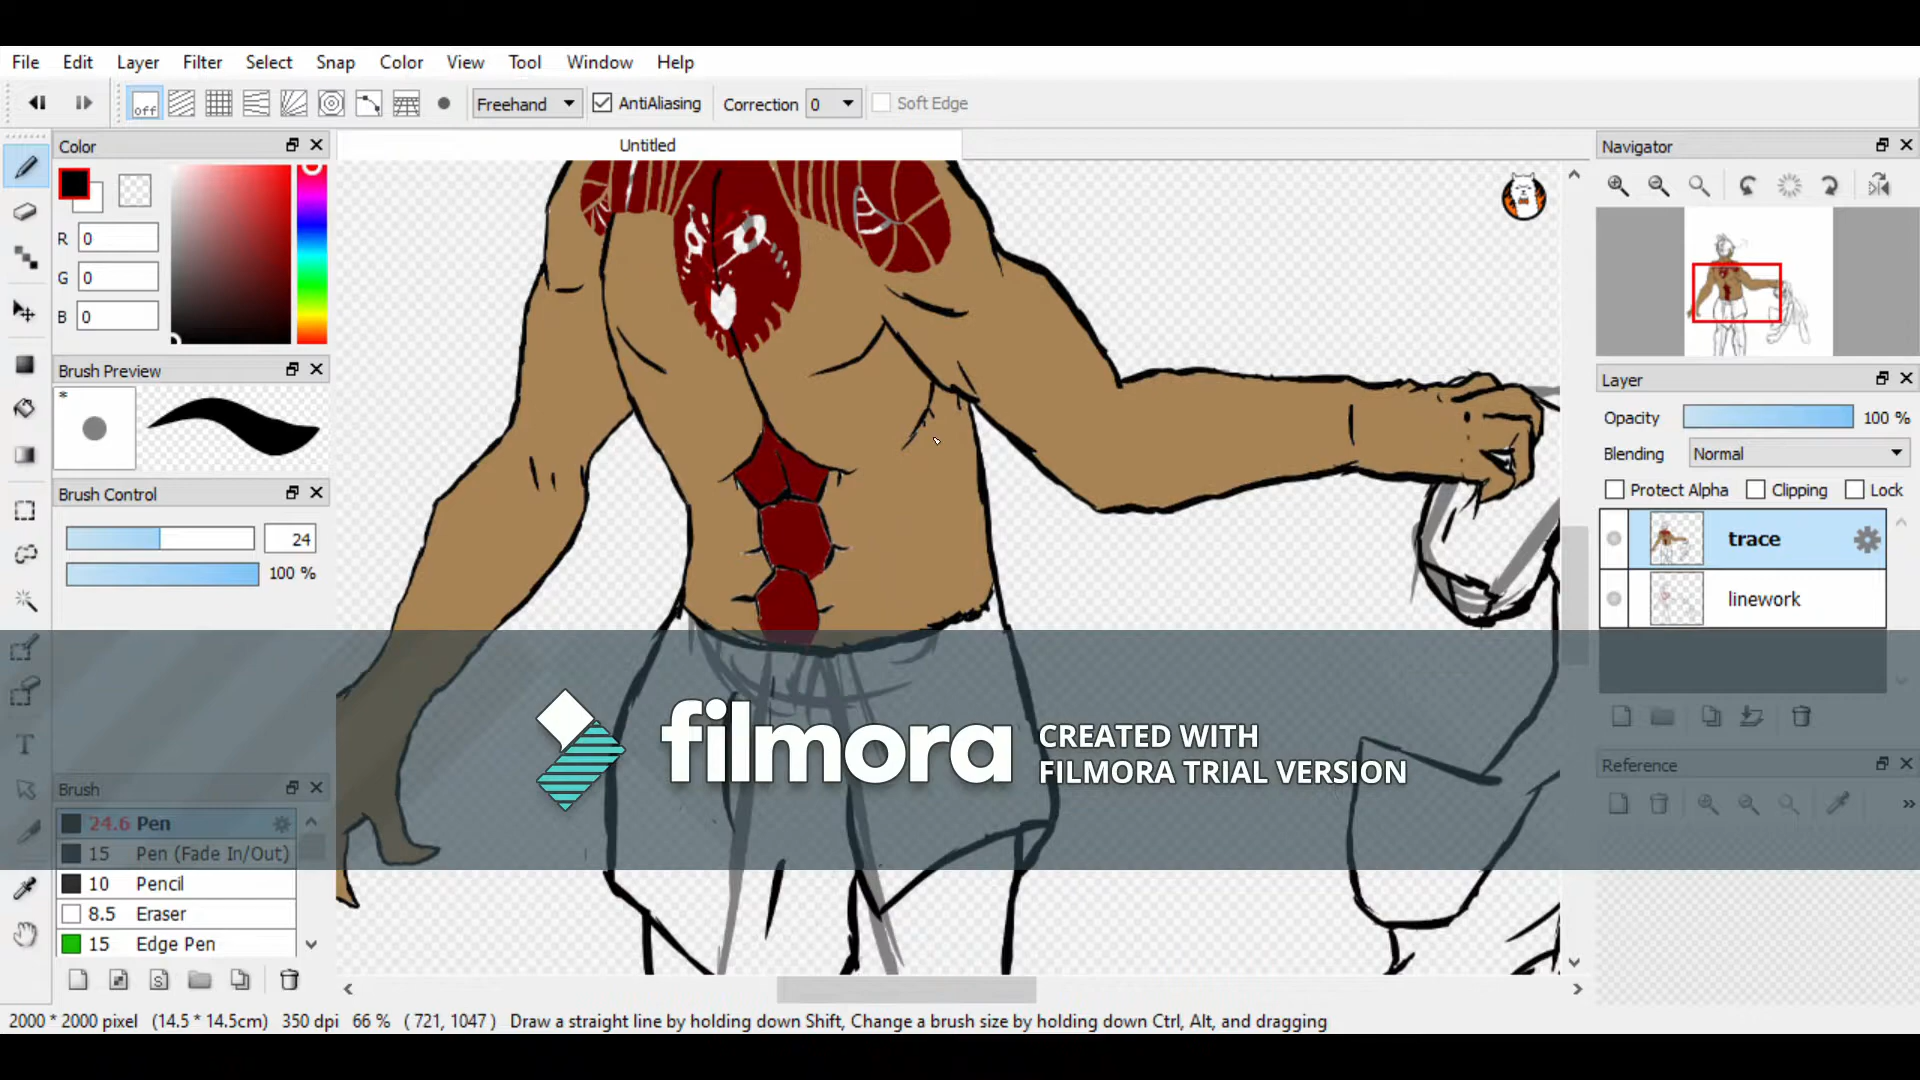 File Edit Layer Filter Select Snap Color View Tool Window Help
off Freehand AntiAliasing Correction 0 Soft Edge
Color
R 0
G 0
B 0
Brush Preview
*
Brush Control
24
100 %
Brush
24.6 Pen
15 Pen (Fade In/Out)
10 Pencil
8.5 Eraser
15 Edge Pen
Untitled
filmora
CREATED WITH
FILMORA TRIAL VERSION
Navigator
Layer
Opacity 100 %
Blending Normal
Protect Alpha Clipping Lock
trace
linework
Reference
2000 * 2000 pixel (14.5 * 14.5cm) 350 dpi 66 % ( 721, 1047 ) Draw a straight line by holding down Shift, Change a brush size by holding down Ctrl, Alt, and dragging